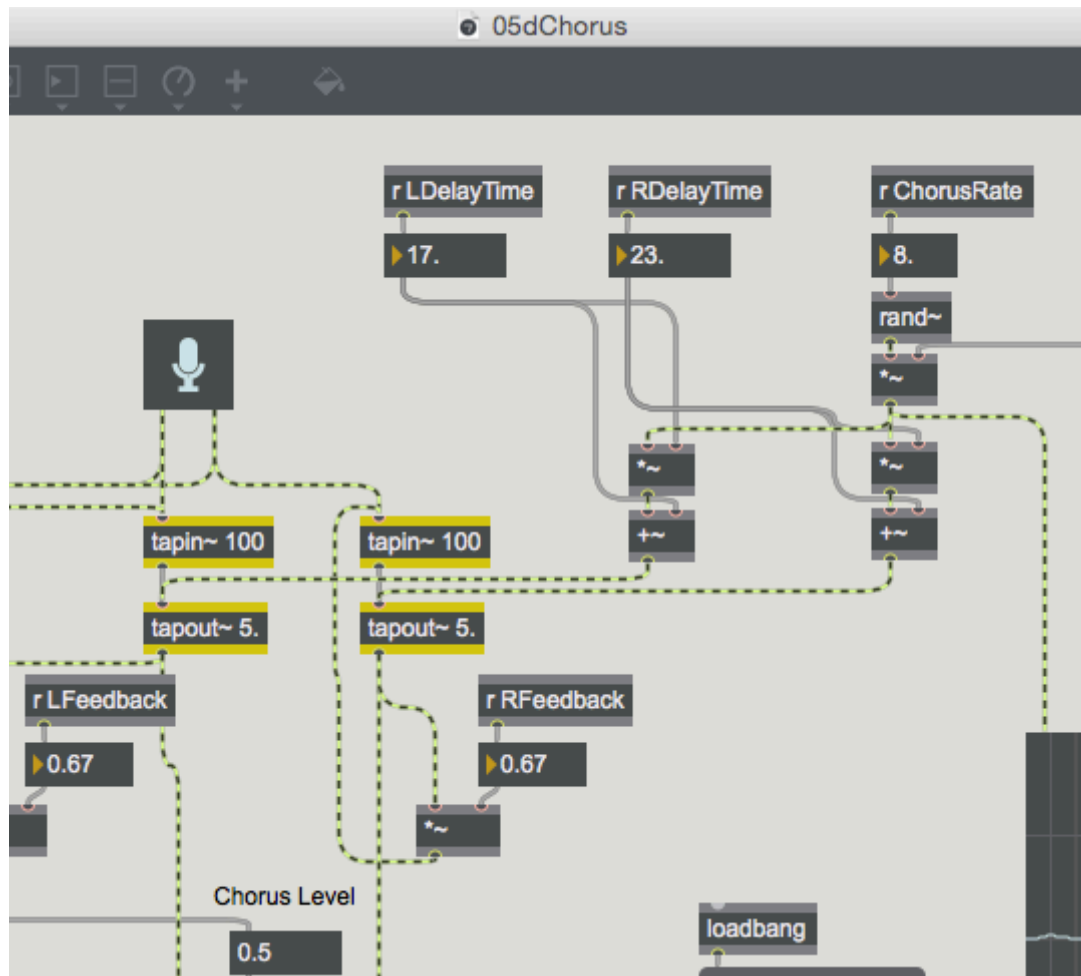 05dChorus
r LDelayTime
r RDelayTime
r ChorusRate
17.
23.
8.
rand~
*~
*~
*~
+~
+~
tapin~ 100
tapin~ 100
tapout~ 5.
tapout~ 5.
r LFeedback
r RFeedback
0.67
0.67
*~
Chorus Level
0.5
loadbang